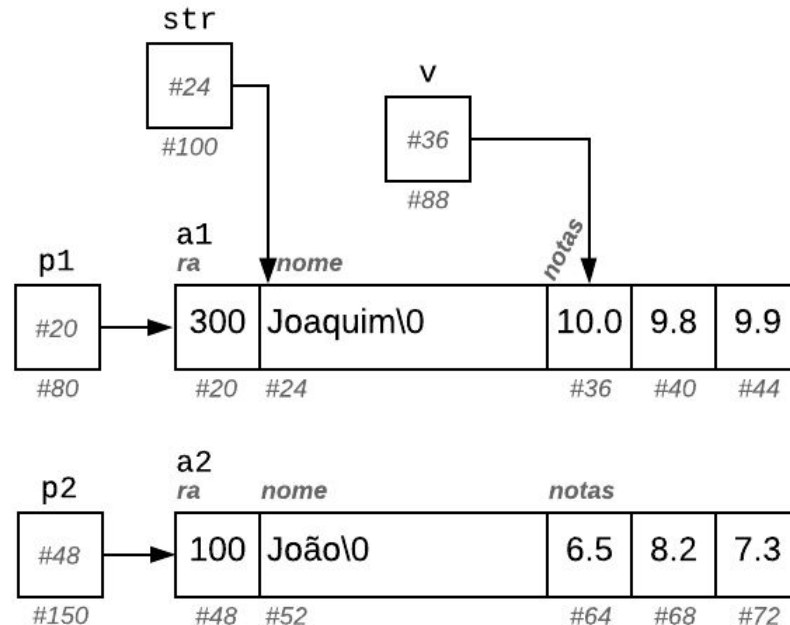 str
#24
#100
v
#36
#88
a1
ra nome notas
p1
#20
#80
300 Joaquim\0 10.0 9.8 9.9
#20 #24 #36 #40 #44
a2
ra nome notas
p2
#48
#150
100 João\0 6.5 8.2 7.3
#48 #52 #64 #68 #72